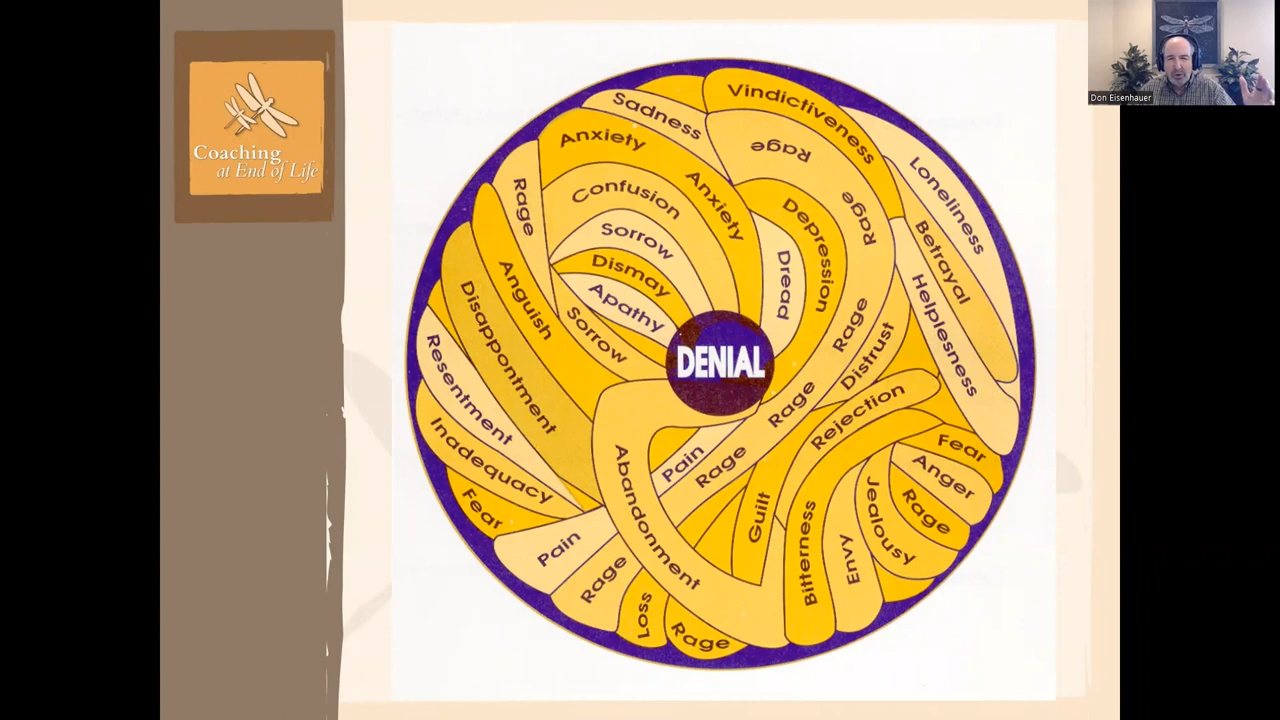 Coaching
at End of Life
Don Eisenhauer
Vindictiveness
Sadness
Rage
Anxiety
Anxiety
Loneliness
Rage
Confusion
Rage
Depression
Betrayal
Sorrow
Dismay
Dread
Apathy
Helplesness
Anguish
Disappontment
Sorrow
Rage
Distrust
DENIAL
Resentment
Rage
Rejection
Inadequacy
Pain
Rage
Fear
Anger
Fear
Abandonment
Guilt
Jealousy
Rage
Pain
Rage
Bitterness
Envy
Loss
Rage